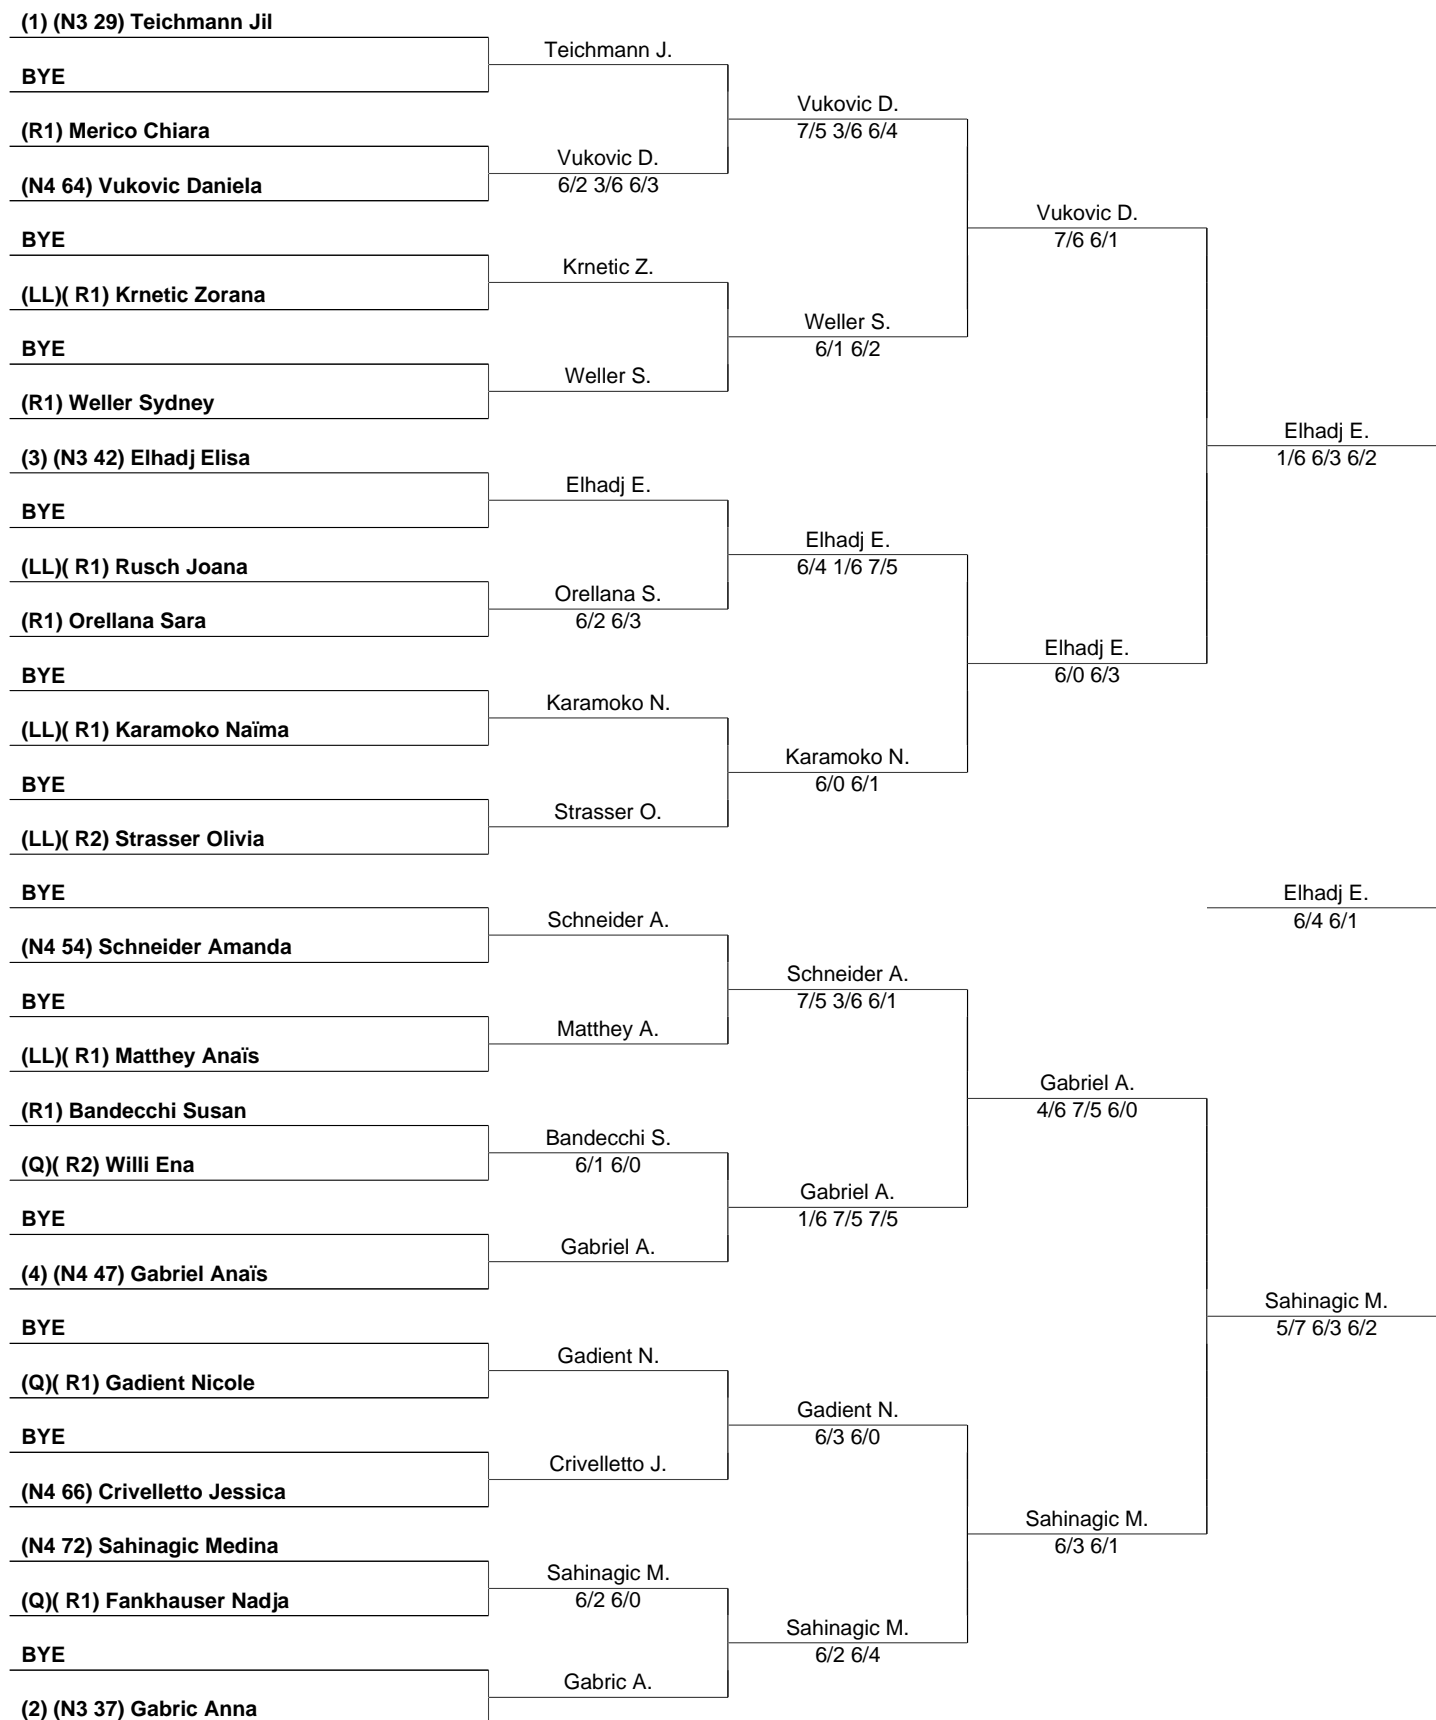 (1) (N3 29) Teichmann Jil
BYE
(R1) Merico Chiara
(N4 64) Vukovic Daniela
BYE
(LL)( R1) Krnetic Zorana
BYE
(R1) Weller Sydney
(3) (N3 42) Elhadj Elisa
BYE
(LL)( R1) Rusch Joana
(R1) Orellana Sara
BYE
(LL)( R1) Karamoko Naïma
BYE
(LL)( R2) Strasser Olivia
BYE
(N4 54) Schneider Amanda
BYE
(LL)( R1) Matthey Anaïs
(R1) Bandecchi Susan
(Q)( R2) Willi Ena
BYE
(4) (N4 47) Gabriel Anaïs
BYE
(Q)( R1) Gadient Nicole
BYE
(N4 66) Crivelletto Jessica
(N4 72) Sahinagic Medina
(Q)( R1) Fankhauser Nadja
BYE
(2) (N3 37) Gabric Anna
Teichmann J.
Vukovic D.
6/2 3/6 6/3
Krnetic Z.
Weller S.
Elhadj E.
Orellana S.
6/2 6/3
Karamoko N.
Strasser O.
Schneider A.
Matthey A.
Bandecchi S.
6/1 6/0
Gabriel A.
Gadient N.
Crivelletto J.
Sahinagic M.
6/2 6/0
Gabric A.
Vukovic D.
7/5 3/6 6/4
Weller S.
6/1 6/2
Elhadj E.
6/4 1/6 7/5
Karamoko N.
6/0 6/1
Schneider A.
7/5 3/6 6/1
Gabriel A.
1/6 7/5 7/5
Gadient N.
6/3 6/0
Sahinagic M.
6/2 6/4
Vukovic D.
7/6 6/1
Elhadj E.
6/0 6/3
Gabriel A.
4/6 7/5 6/0
Sahinagic M.
6/3 6/1
Elhadj E.
1/6 6/3 6/2
Elhadj E.
6/4 6/1
Sahinagic M.
5/7 6/3 6/2